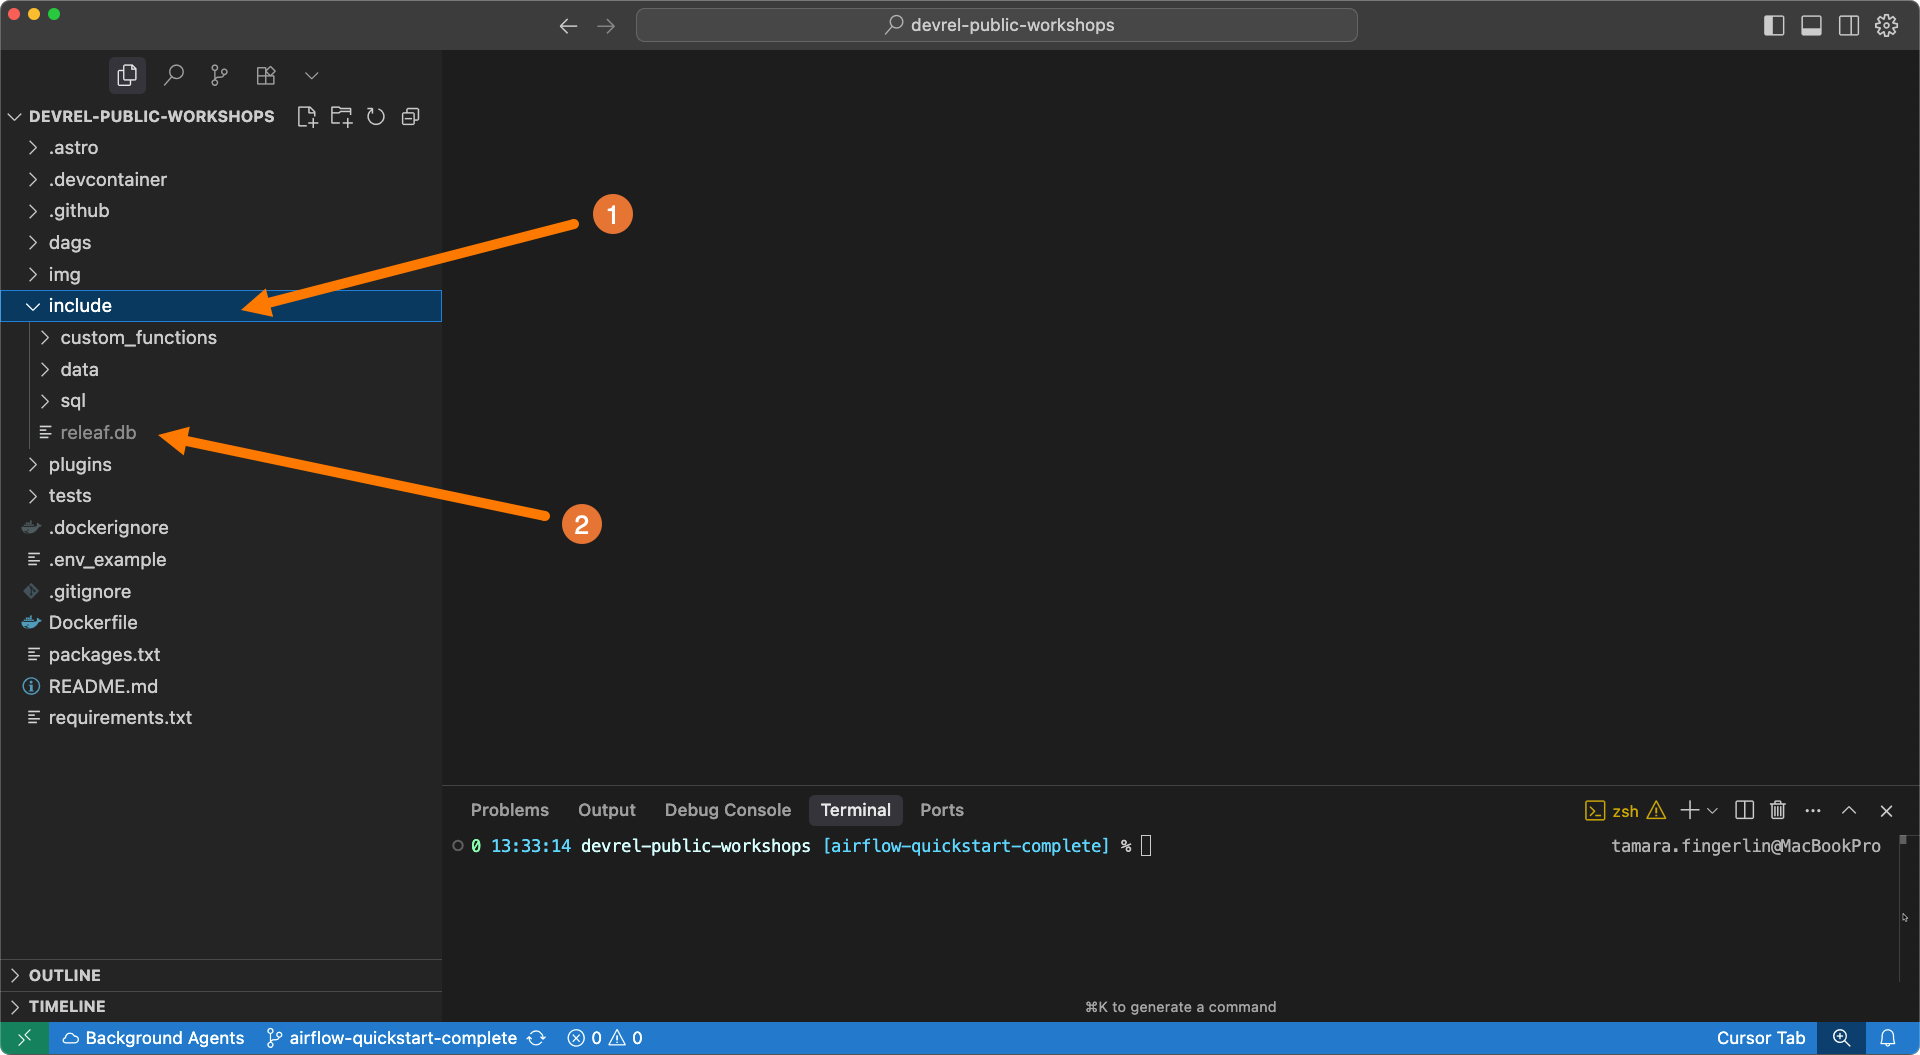 devrel-public-workshops
DEVREL-PUBLIC-WORKSHOPS
.astro
.devcontainer
.github
dags
img
include
custom_functions
data
sql
releaf.db
plugins
tests
.dockerignore
.env_example
.gitignore
Dockerfile
packages.txt
README.md
requirements.txt
1
2
Problems Output Debug Console Terminal Ports zsh
0 13:33:14 devrel-public-workshops [airflow-quickstart-complete] % tamara.fingerlin@MacBookPro
OUTLINE
TIMELINE
⌘K to generate a command
Background Agents airflow-quickstart-complete 0 0 Cursor Tab